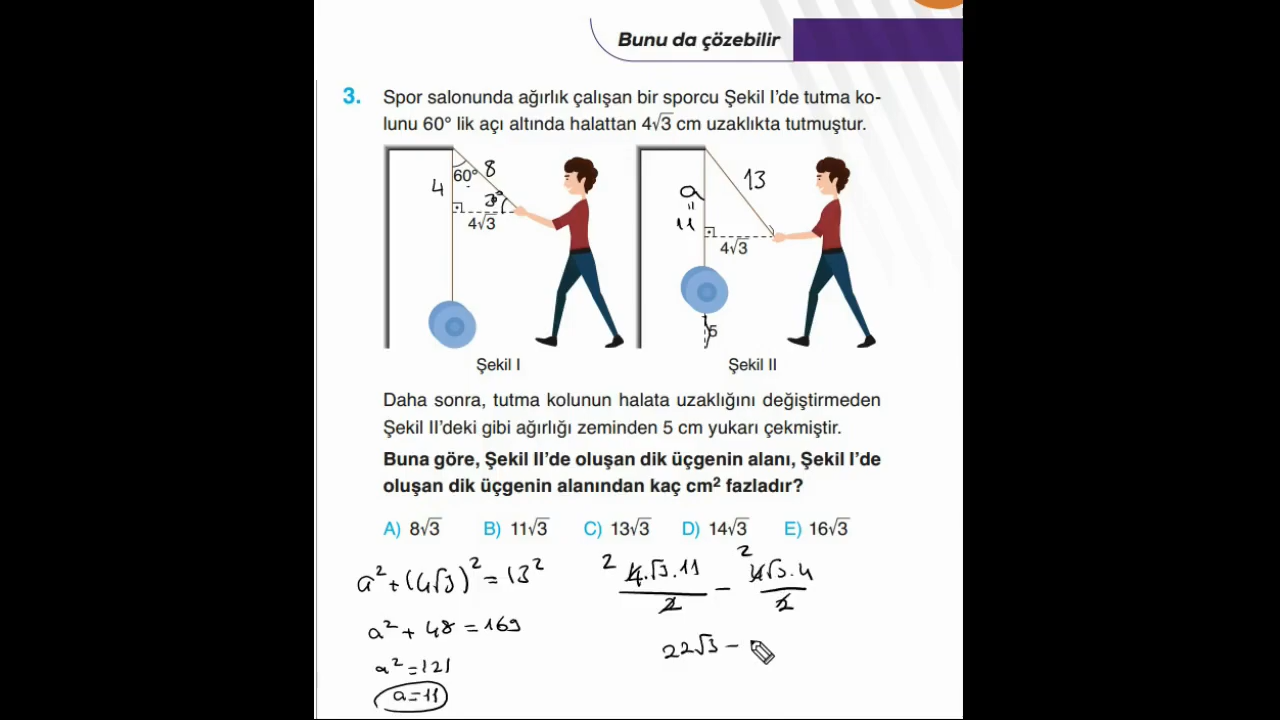 Bunu da çözebilir
3. Spor salonunda ağırlık çalışan bir sporcu Şekil I'de tutma ko-
lunu 60° lik açı altında halattan 4√3 cm uzaklıkta tutmuştur.
60° 8
4
30°
4√3
13
11 = a
4√3
5
Şekil I
Şekil II
Daha sonra, tutma kolunun halata uzaklığını değiştirmeden
Şekil II'deki gibi ağırlığı zeminden 5 cm yukarı çekmiştir.
Buna göre, Şekil II'de oluşan dik üçgenin alanı, Şekil I'de
oluşan dik üçgenin alanından kaç cm² fazladır?
A) 8√3 B) 11√3 C) 13√3 D) 14√3 E) 16√3
a² + (4√3)² = 13²
a² + 48 = 169
a² = 121
a = 11
2 4.√3.11 / 2 − 2 4√3.4 / 2
22√3 −